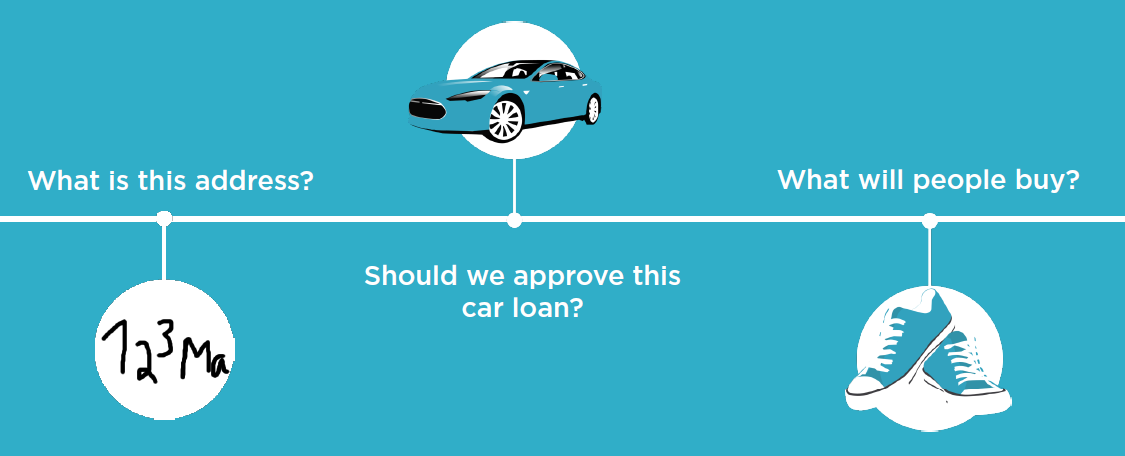 What is this address?
What will people buy?
Should we approve this
car loan?
123 Ma